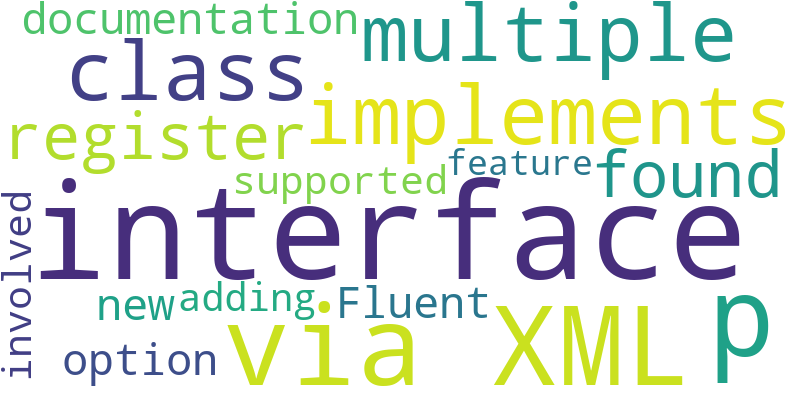 documentation
multiple
class
implements
register
feature
found
supported
interface
involved
new
adding
Fluent
p
option
via XML